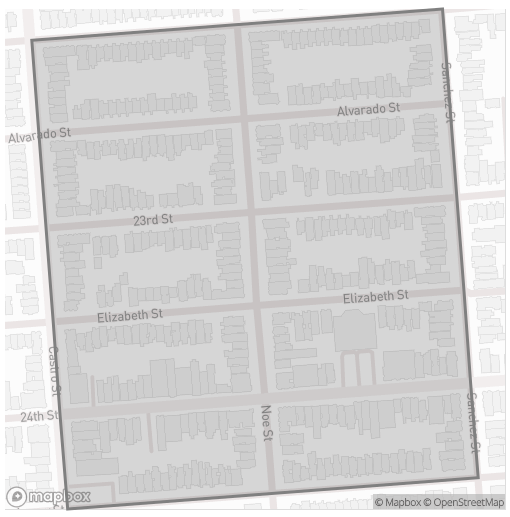 Sanchez St
Alvarado St
Alvarado St
23rd St
Elizabeth St
Elizabeth St
Castro St
24th St
Noe St
Sanchez St
mapbox
© Mapbox © OpenStreetMap